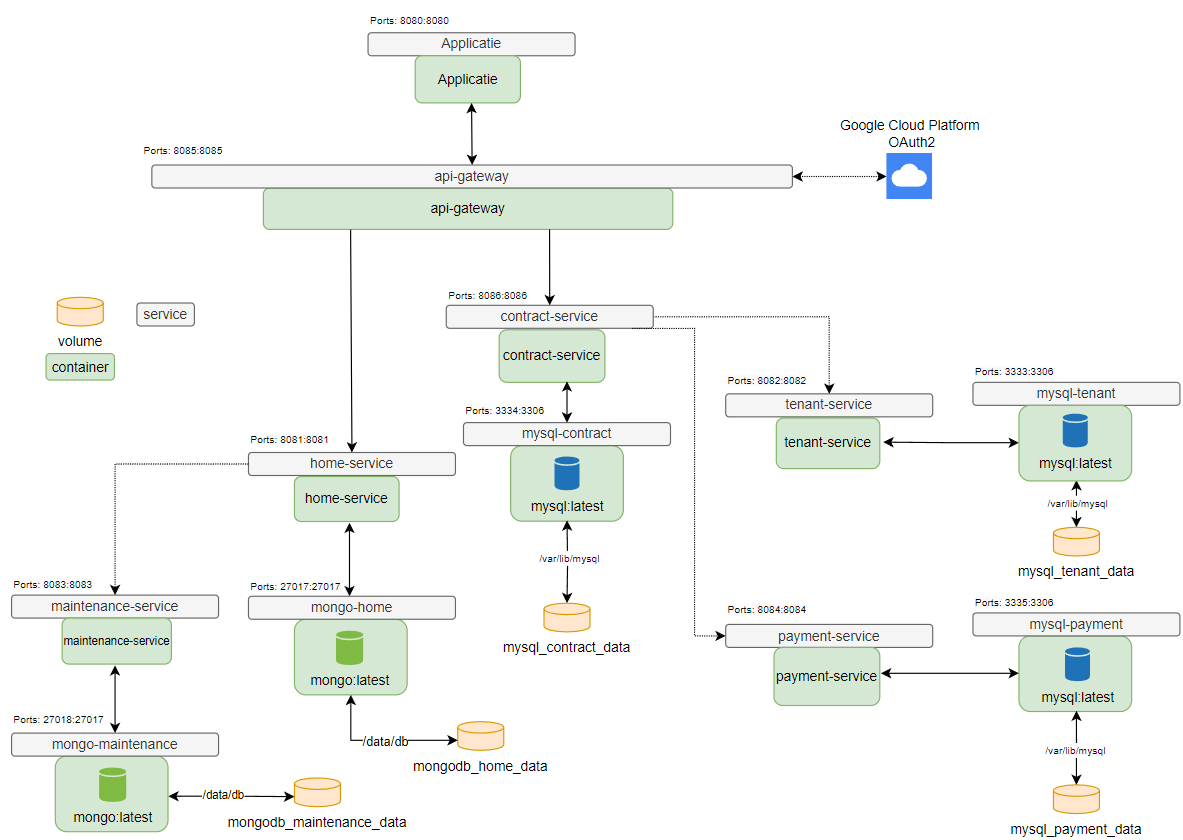 Ports: 8080:8080
Applicatie
Applicatie
Google Cloud Platform
OAuth2
Ports: 8085:8085
api-gateway
api-gateway
Ports: 8086:8086
contract-service
contract-service
volume
service
container
Ports: 8082:8082
tenant-service
tenant-service
Ports: 3333:3306
mysql-tenant
mysql:latest
/var/lib/mysql
mysql_tenant_data
Ports: 3334:3306
mysql-contract
mysql:latest
/var/lib/mysql
mysql_contract_data
Ports: 8081:8081
home-service
home-service
Ports: 8083:8083
maintenance-service
maintenance-service
Ports: 27017:27017
mongo-home
mongo:latest
/data/db
mongodb_home_data
Ports: 8084:8084
payment-service
payment-service
Ports: 3335:3306
mysql-payment
mysql:latest
/var/lib/mysql
mysql_payment_data
Ports: 27018:27017
mongo-maintenance
mongo:latest
/data/db
mongodb_maintenance_data